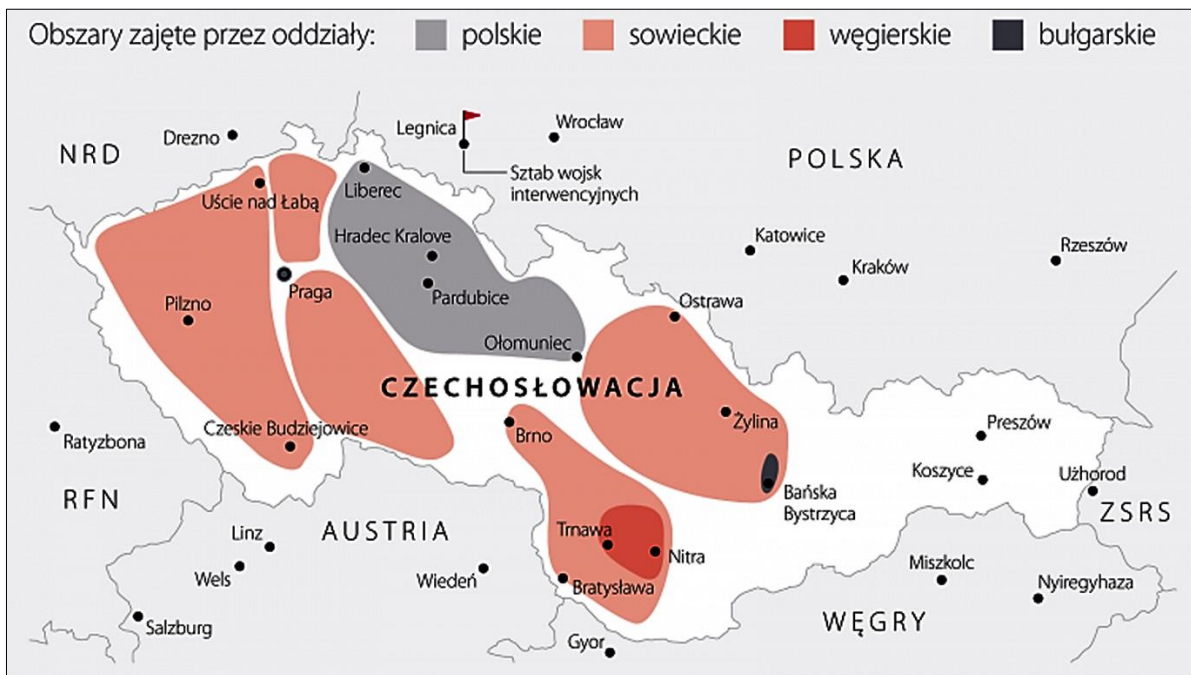 Obszary zajęte przez oddziały: polskie sowieckie węgierskie bułgarskie
NRD
Drezno
Legnica
Wrocław
POLSKA
Sztab wojsk
interwencyjnych
Liberec
Uście nad Łabą
Hradec Kralove
Katowice
Rzeszów
Kraków
Praga
Pardubice
Pilzno
Ostrawa
Ołomuniec
CZECHOSŁOWACJA
Ratyzbona
Czeskie Budziejowice
Brno
Żylina
Preszów
Koszyce
Użhorod
RFN
Bańska
Bystrzyca
ZSRS
AUSTRIA
Linz
Trnawa
Nitra
Wels
Wiedeń
Bratysława
Miszkolc
Nyiregyhaza
Salzburg
WĘGRY
Gyor